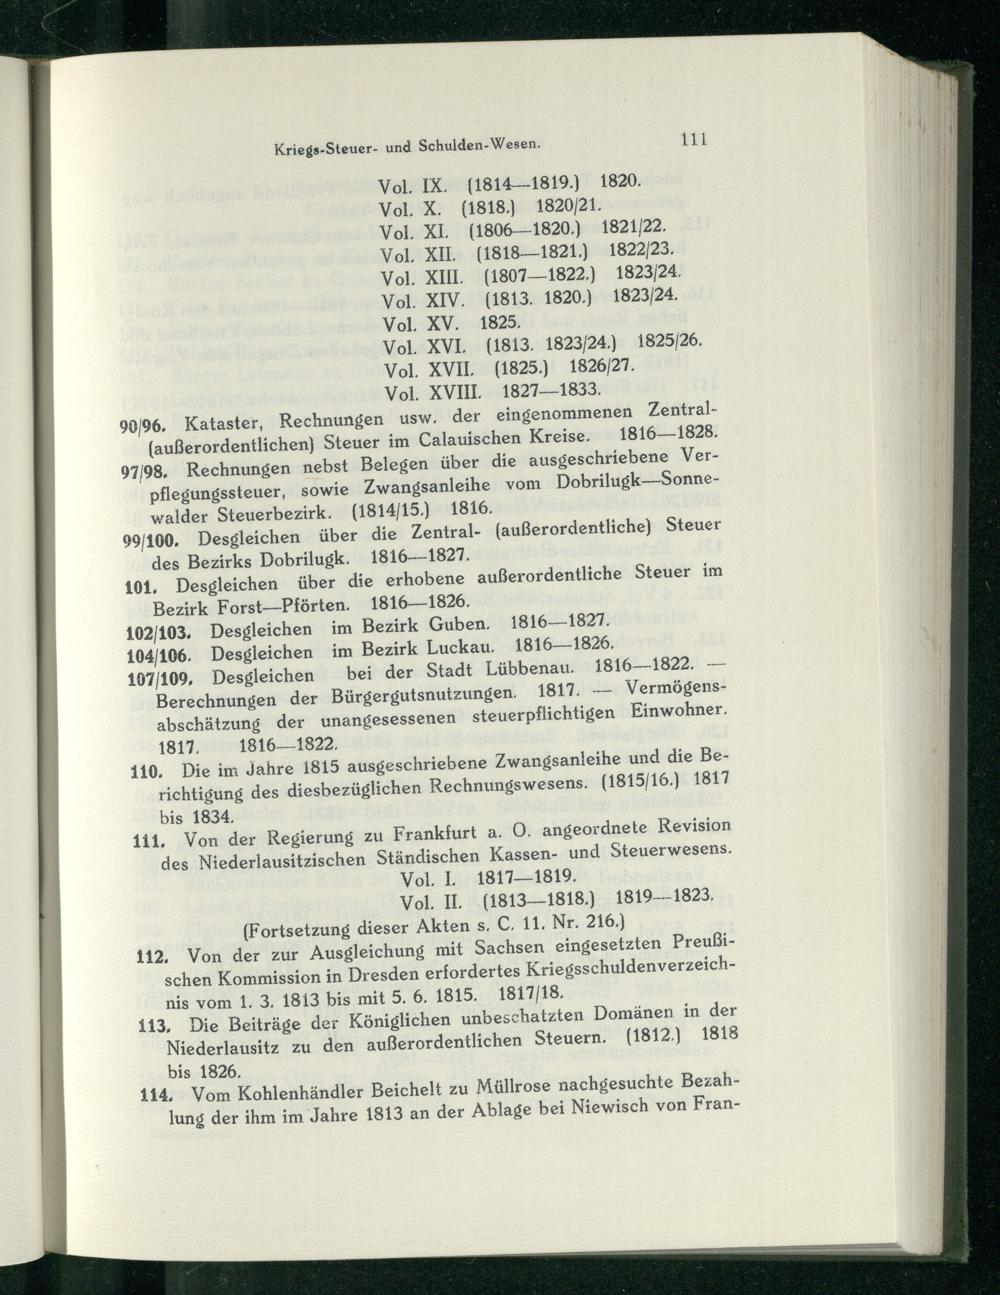 Kriegs-Steuer- und Schulden-Wesen. 111
Vol. IX. (1814—1819.) 1820.
Vol. X. (1818.) 1820/21.
Vol. XI. (1806—1820.) 1821/22.
Vol. XII. (1818—1821.) 1822/23.
Vol. XIII. (1807—1822.) 1823/24.
Vol. XIV. (1813. 1820.) 1823/24.
Vol. XV. 1825.
Vol. XVI. (1813. 1823/24.) 1825/26.
Vol. XVII. (1825.) 1826/27.
Vol. XVIII. 1827—1833.
90/96. Kataster, Rechnungen usw. der eingenommenen Zentral-
(außerordentlichen) Steuer im Calauischen Kreise. 1816—1828.
97/98. Rechnungen nebst Belegen über die ausgeschriebene Ver-
pflegungssteuer, sowie Zwangsanleihe vom Dobrilugk—Sonne-
walder Steuerbezirk. (1814/15.) 1816.
99/100. Desgleichen über die Zentral- (außerordentliche) Steuer
des Bezirks Dobrilugk. 1816—1827.
101. Desgleichen über die erhobene außerordentliche Steuer im
Bezirk Forst—Pförten. 1816—1826.
102/103. Desgleichen im Bezirk Guben. 1816—1827.
104/106. Desgleichen im Bezirk Luckau. 1816—1826.
107/109. Desgleichen bei der Stadt Lübbenau. 1816—1822. —
Berechnungen der Bürgergutsnutzungen. 1817. — Vermögens-
abschätzung der unangesessenen steuerpflichtigen Einwohner.
1817. 1816—1822.
110. Die im Jahre 1815 ausgeschriebene Zwangsanleihe und die Be-
richtigung des diesbezüglichen Rechnungswesens. (1815/16.) 1817
bis 1834.
111. Von der Regierung zu Frankfurt a. O. angeordnete Revision
des Niederlausitzischen Ständischen Kassen- und Steuerwesens.
Vol. I. 1817—1819.
Vol. II. (1813—1818.) 1819—1823.
(Fortsetzung dieser Akten s. C. 11. Nr. 216.)
112. Von der zur Ausgleichung mit Sachsen eingesetzten Preußi-
schen Kommission in Dresden erfordertes Kriegsschuldenverzeich-
nis vom 1. 3. 1813 bis mit 5. 6. 1815. 1817/18.
113. Die Beiträge der Königlichen unbeschatzten Domänen in der
Niederlausitz zu den außerordentlichen Steuern. (1812.) 1818
bis 1826.
114. Vom Kohlenhändler Beichelt zu Müllrose nachgesuchte Bezah-
lung der ihm im Jahre 1813 an der Ablage bei Niewisch von Fran-